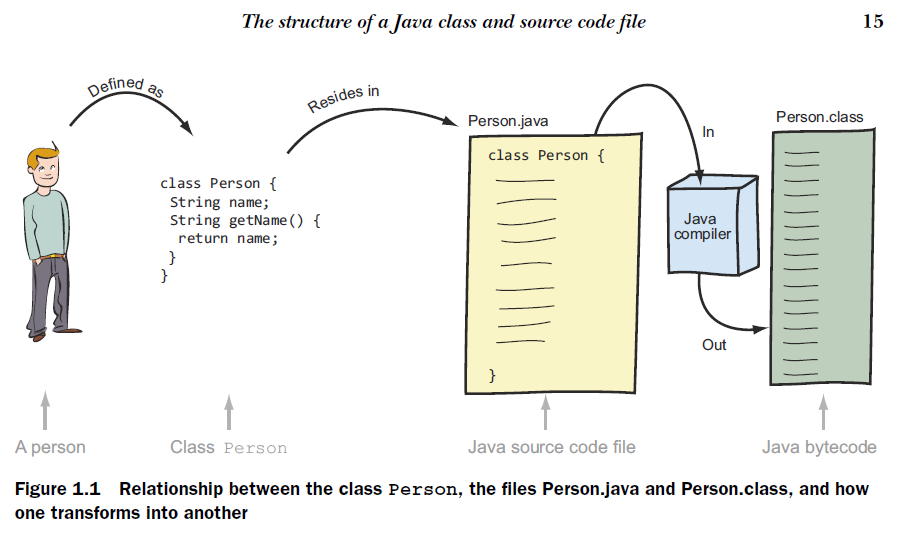 The structure of a Java class and source code file 15
Defined as
Resides in
Person.java
In
Person.class
class Person {
String name;
String getName() {
return name;
}
}
class Person {
}
Java
compiler
Out
A person
Class Person
Java source code file
Java bytecode
Figure 1.1 Relationship between the class Person, the files Person.java and Person.class, and how
one transforms into another